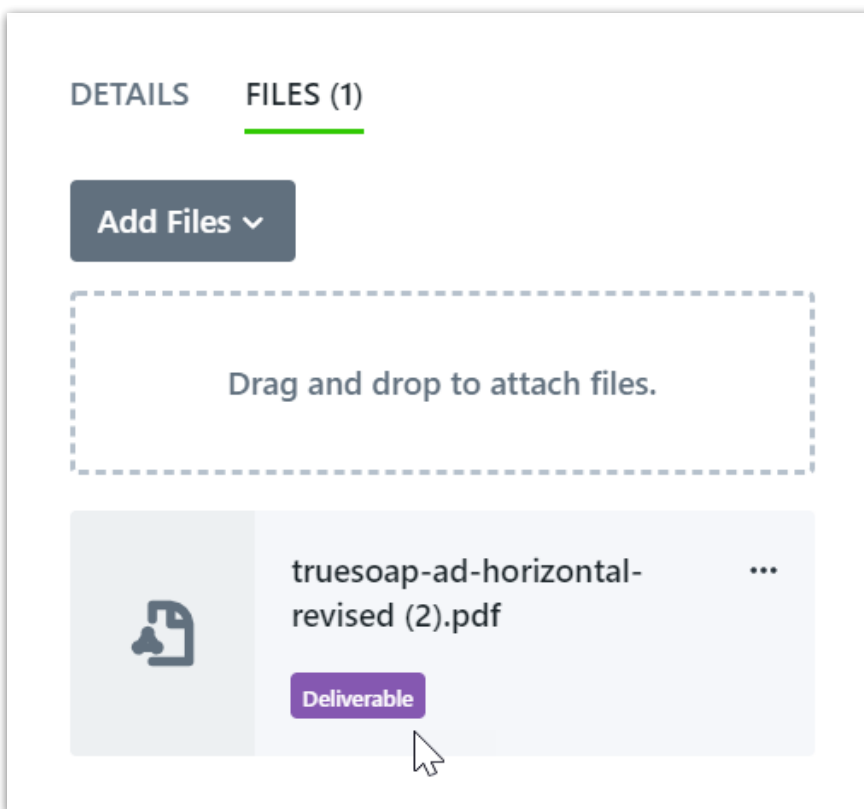 DETAILS FILES (1)
Add Files
Drag and drop to attach files.
truesoap-ad-horizontal-
revised (2).pdf
Deliverable